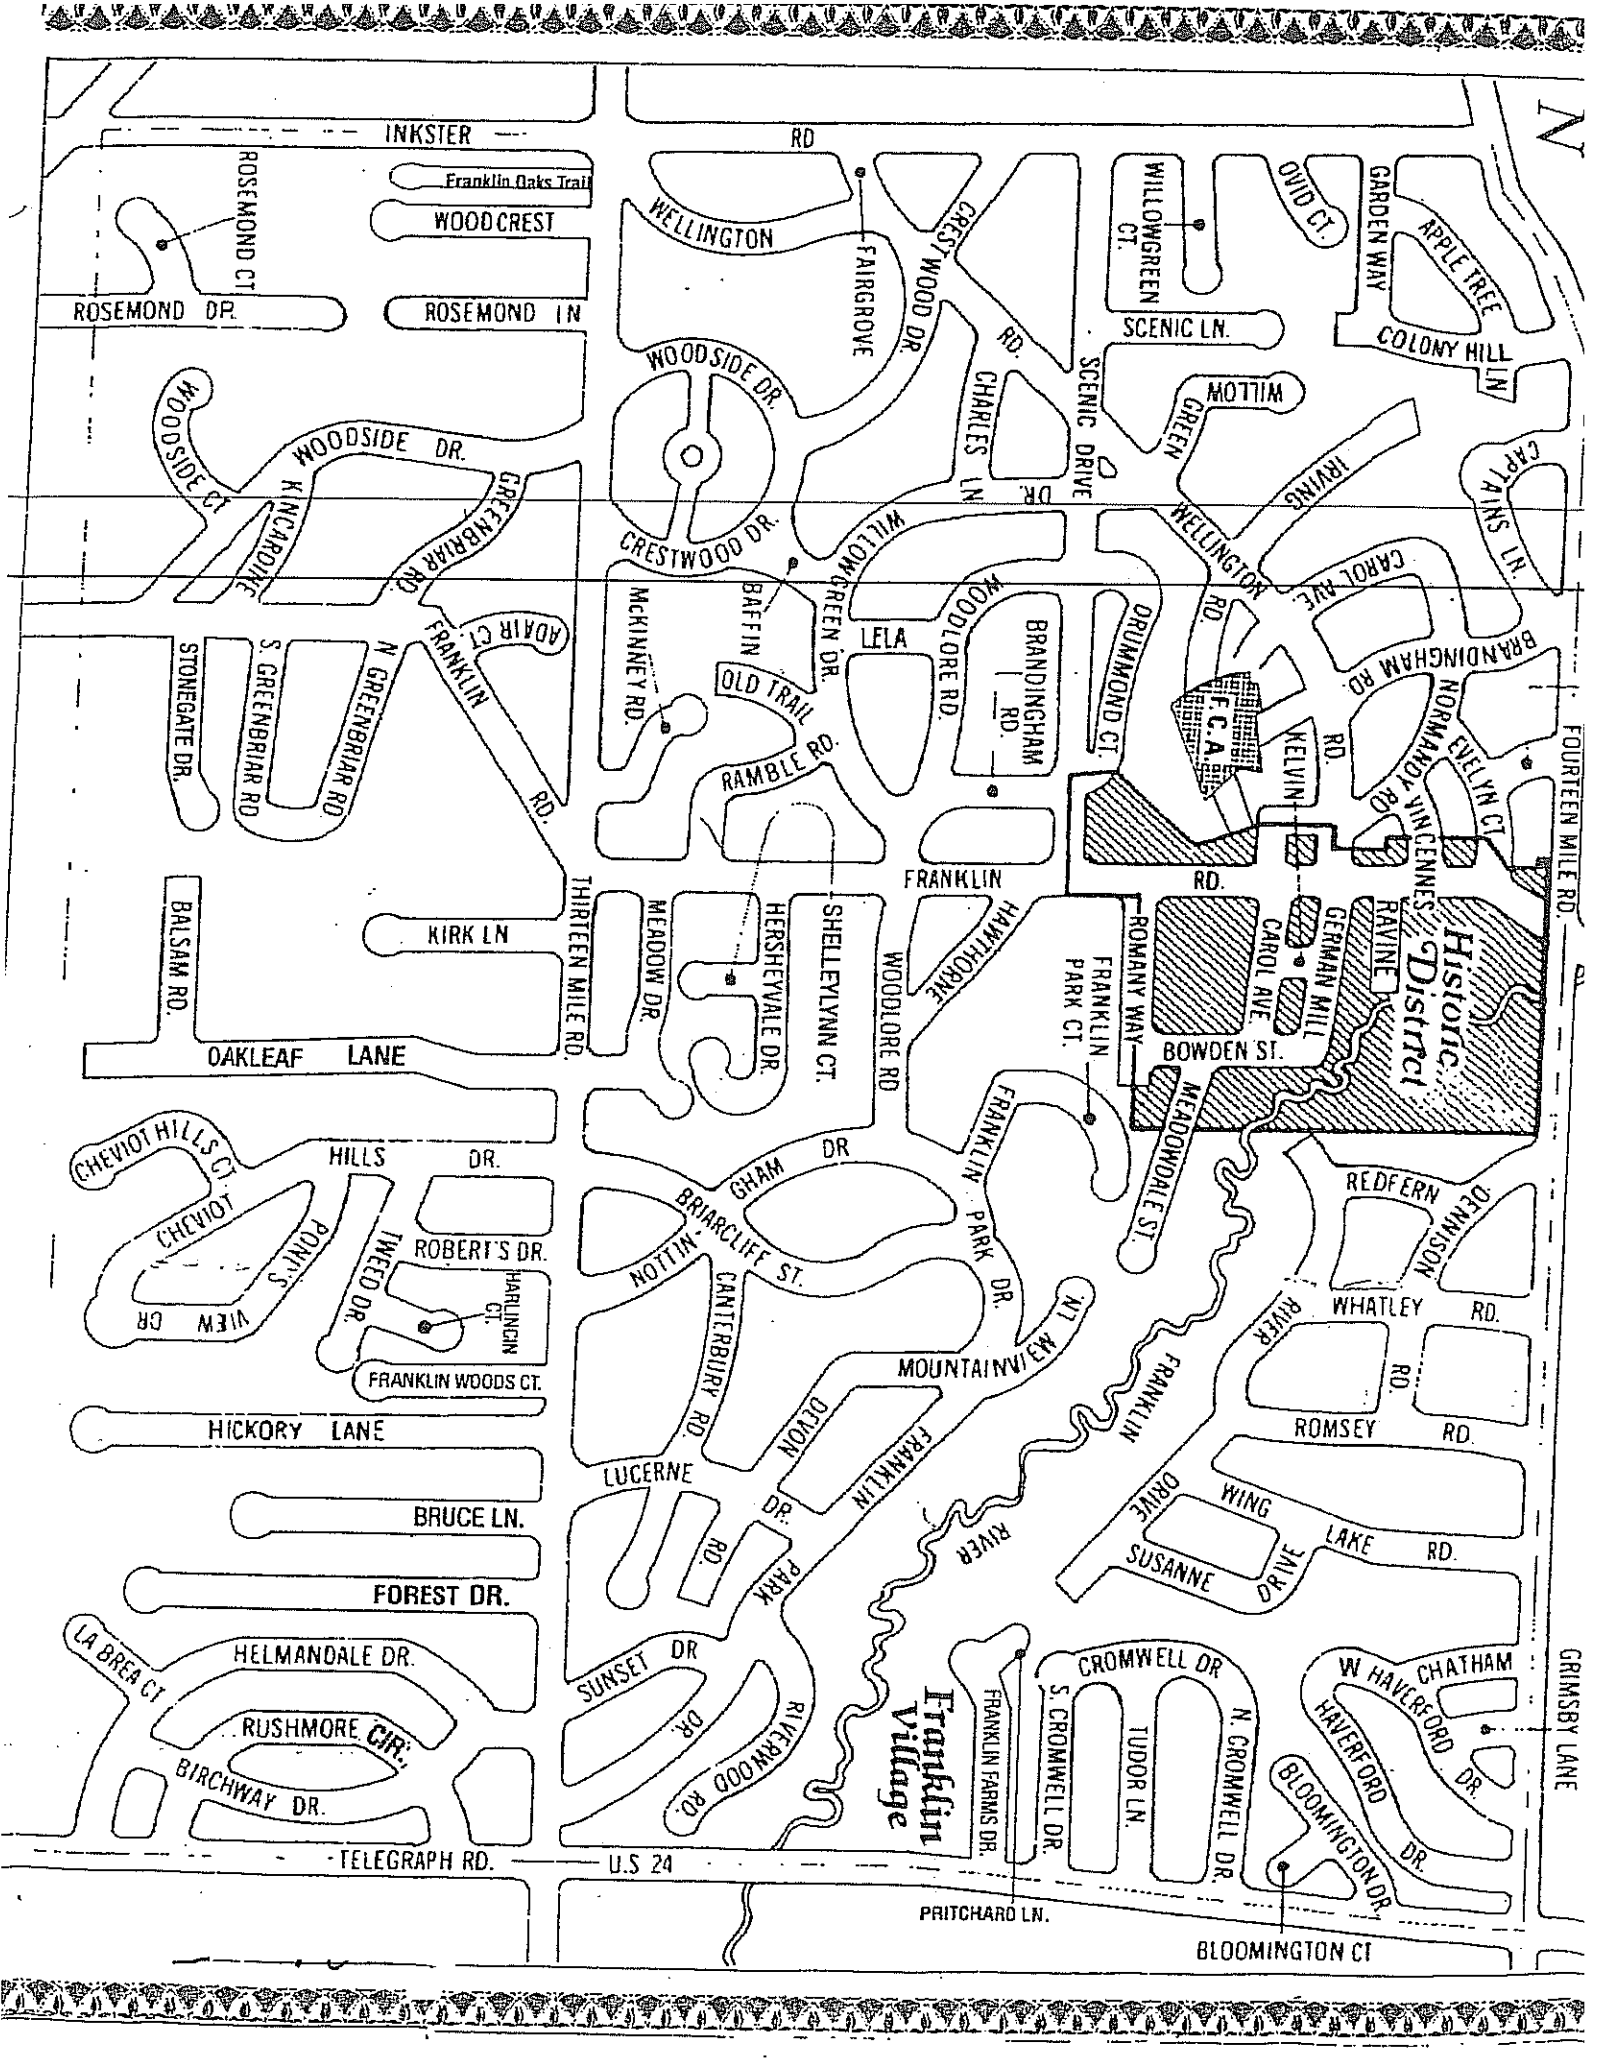 N
INKSTER RD
Franklin Oaks Trail
WOODCREST
ROSEMOND CT
ROSEMOND DR.
ROSEMOND LN
WELLINGTON
FAIRGROVE
CRESTWOOD DR.
RD.
WILLOWGREEN
CT.
OVID CT.
GARDEN WAY
APPLE TREE
COLONY HILL
LN
SCENIC LN.
SCENIC DRIVE
WILLOW
GREEN
CHARLES LN
DR.
WOODSIDE DR.
WOODSIDE CT
WOODSIDE DR.
KINCARDINE
GREENBRIAR RD.
CRESTWOOD DR.
WILLOWGREEN DR
WELLINGTON RD.
IRVING
CAPTAINS LN.
CAROL AVE.
BRANDINGHAM RD
ADAIR CT.
FRANKLIN RD.
STONEGATE DR.
S. GREENBRIAR RD
N GREENBRIAR RD
McKINNEY RD.
BAFFIN
OLD TRAIL
RAMBLE RD.
LELA
WOODLORE RD.
BRANDINGHAM
RD.
DRUMMOND CT.
F.C.A.
KELVIN
RD.
NORMANDY RD
VINCENNES
EVELYN CT.
FOURTEEN MILE RD.
FRANKLIN RD.
HAWTHORNE
ROMANY WAY
CAROL AVE.
GERMAN MILL
RAVINE
Historic
District
BALSAM RD.
KIRK LN
THIRTEEN MILE RD.
MEADOW DR.
HERSHEYVALE DR.
SHELLEYLYNN CT.
WOODLORE RD
FRANKLIN
PARK CT.
BOWDEN ST.
MEADOWDALE ST.
OAKLEAF LANE
CHEVIOT HILLS CT.
CHEVIOT HILLS DR.
PONT'S VIEW DR
TWEED DR.
ROBERT'S DR.
HARLINCIN
CT.
FRANKLIN WOODS CT.
HICKORY LANE
BRUCE LN.
FOREST DR.
NOTTINGHAM DR
BRIARCLIFF ST.
CANTERBURY RD.
FRANKLIN PARK DR.
MOUNTAINVIEW LN
DEVON RD.
LUCERNE DR.
FRANKLIN PARK
SUNSET DR
DR.
RIVERWOOD RD.
FRANKLIN RIVER
REDFERN
DENNISON
WHATLEY RD.
RIVER DRIVE
RD.
ROMSEY RD.
WING LAKE RD.
SUSANNE DRIVE
LA BREA CT
HELMANDALE DR.
RUSHMORE CIR.
BIRCHWAY DR.
Franklin
Village
FRANKLIN FARMS DR.
CROMWELL DR
S. CROMWELL DR.
TUDOR LN.
N. CROMWELL DR.
W HAVERFORD DR.
CHATHAM
HAVERFORD DR.
GRIMSBY LANE
BLOOMINGTON DR.
TELEGRAPH RD.
U.S 24
PRITCHARD LN.
BLOOMINGTON CT